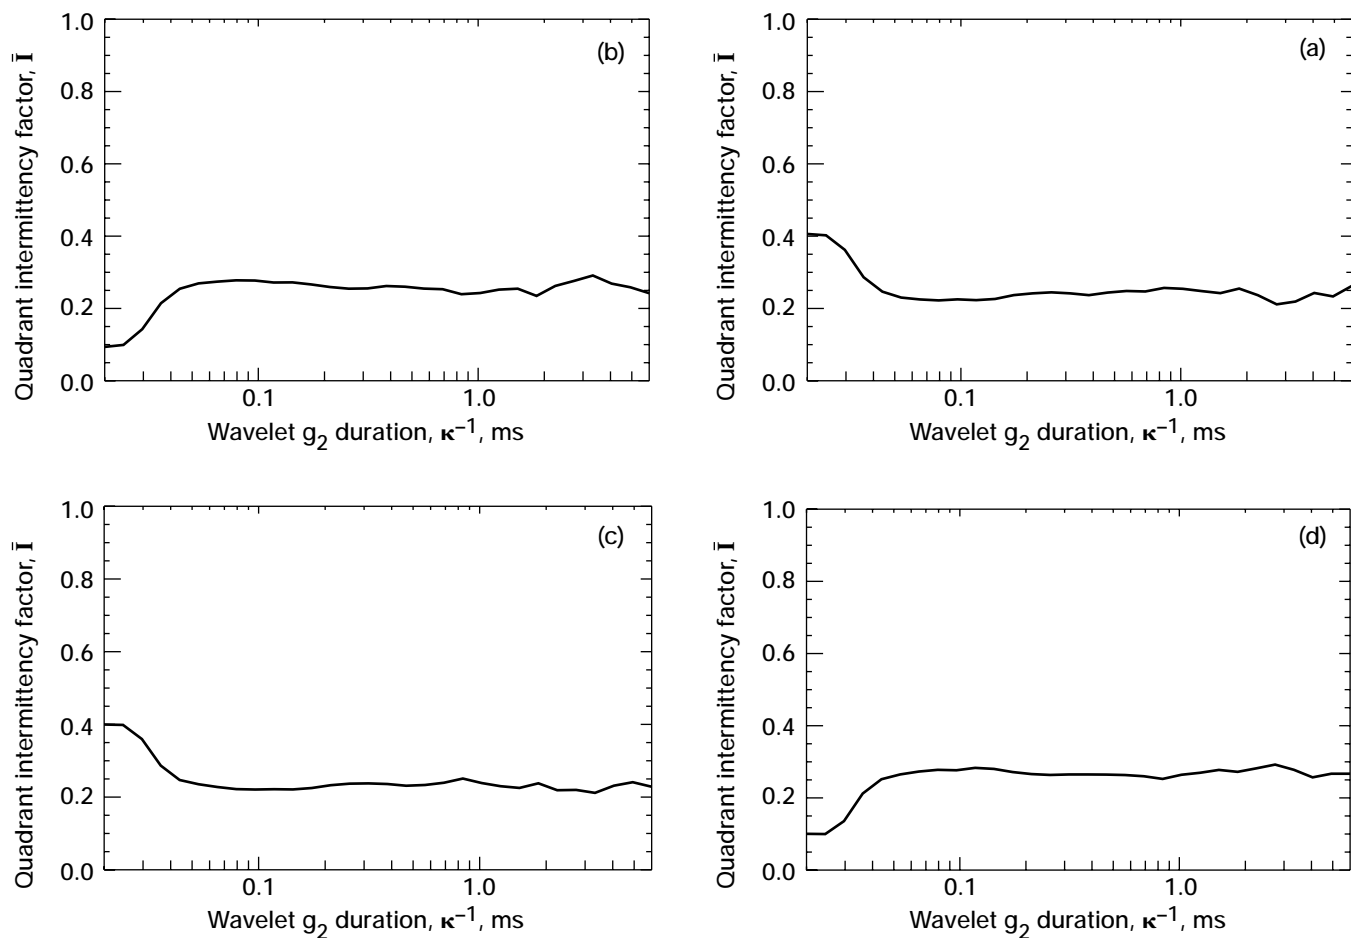 1.0
(b)
0.8
0.6
0.4
0.2
0.0
0.1 1.0
Quadrant intermittency factor, Ī
Wavelet g₂ duration, κ⁻¹, ms
1.0
(a)
0.8
0.6
0.4
0.2
0.0
0.1 1.0
Quadrant intermittency factor, Ī
Wavelet g₂ duration, κ⁻¹, ms
1.0
(c)
0.8
0.6
0.4
0.2
0.0
0.1 1.0
Quadrant intermittency factor, Ī
Wavelet g₂ duration, κ⁻¹, ms
1.0
(d)
0.8
0.6
0.4
0.2
0.0
0.1 1.0
Quadrant intermittency factor, Ī
Wavelet g₂ duration, κ⁻¹, ms